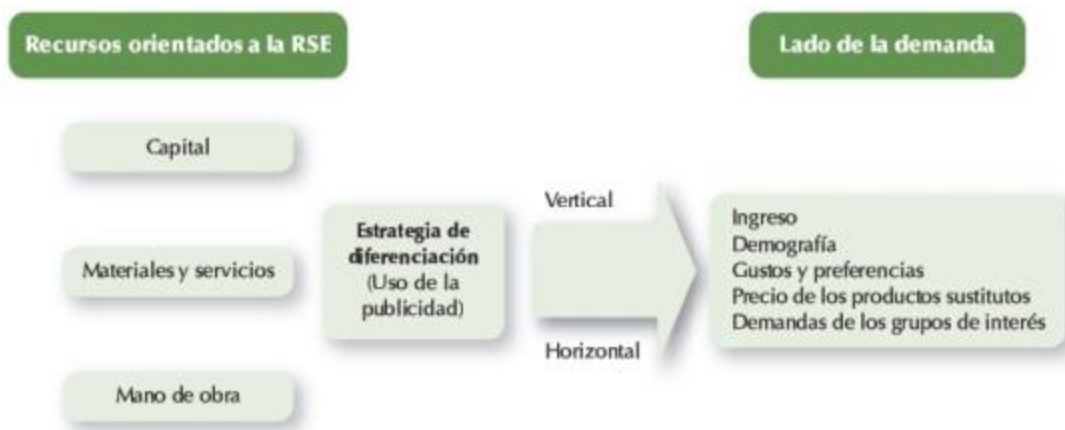 Recursos orientados a la RSE
Lado de la demanda
Capital
Materiales y servicios
Mano de obra
Estrategia de
diferenciación
(Uso de la
publicidad)
Vertical
Horizontal
Ingreso
Demografía
Gustos y preferencias
Precio de los productos sustitutos
Demandas de los grupos de interés